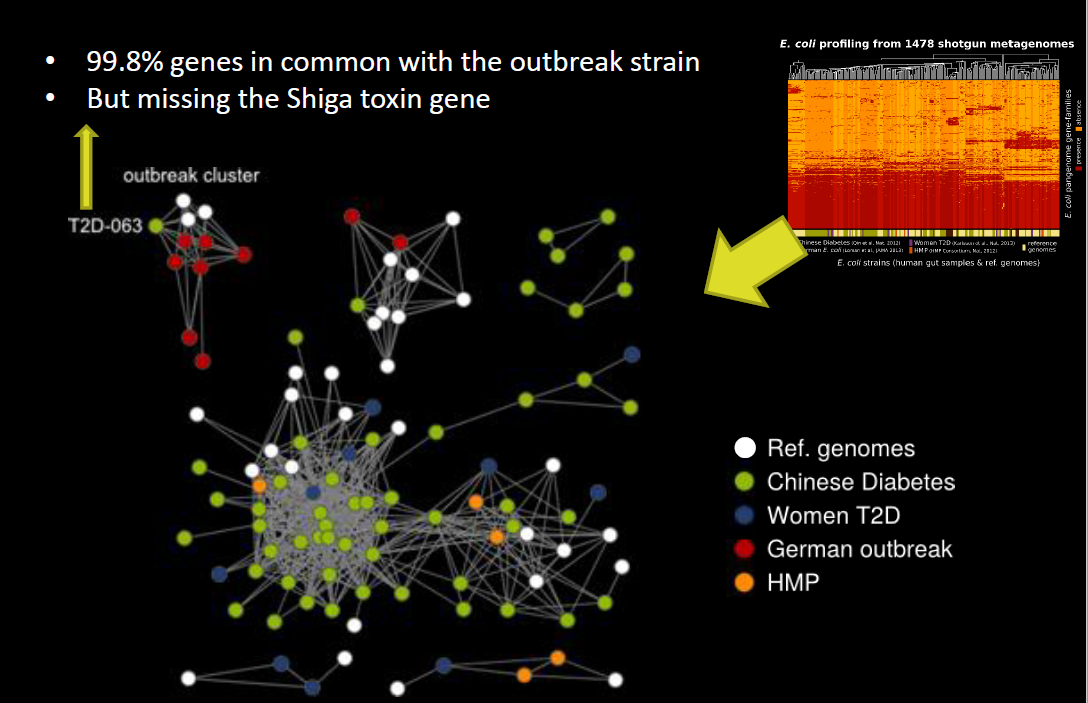 • 99.8% genes in common with the outbreak strain
• But missing the Shiga toxin gene
outbreak cluster
T2D-063
E. coli profiling from 1478 shotgun metagenomes
E. coli pangenome gene-families
presence absence
Chinese Diabetes (Qin et al, Nat. 2012)
Women T2D (Karlsson et al., Nat. 2013)
reference genomes
E. coli (Loman et al, JAMA 2013)
HMP (HMP Consortium, Nat. 2012)
E. coli strains (human gut samples & ref. genomes)
Ref. genomes
Chinese Diabetes
Women T2D
German outbreak
HMP